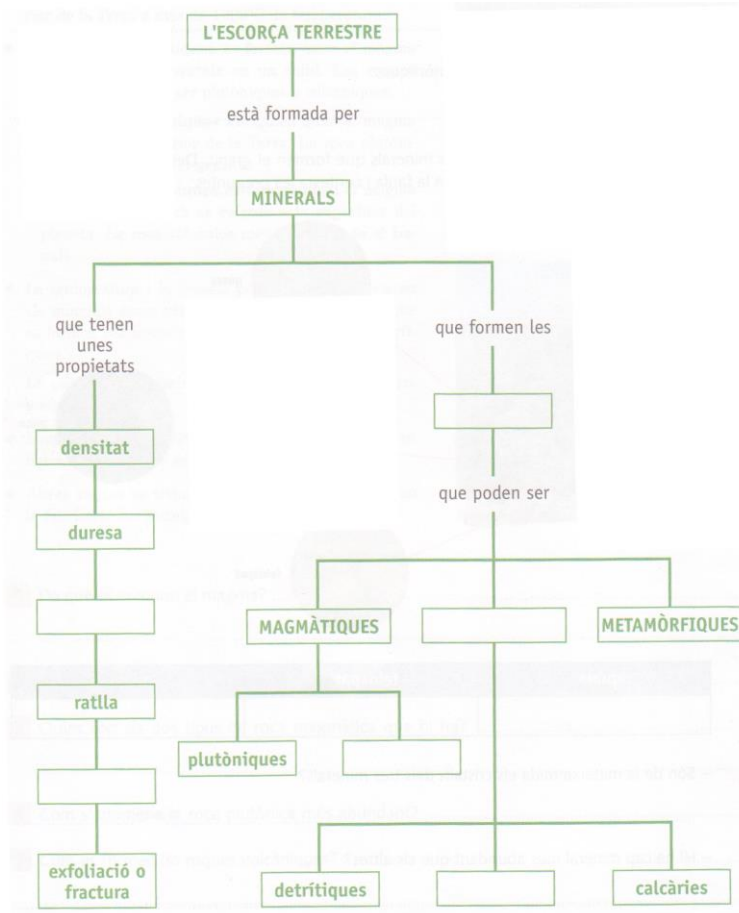 L'ESCORÇA TERRESTRE
està formada per
MINERALS
que tenen
unes
propietats
que formen les
densitat
que poden ser
duresa
MAGMÀTIQUES
METAMÒRFIQUES
ratlla
plutòniques
exfoliació o
fractura
detrítiques
calcàries